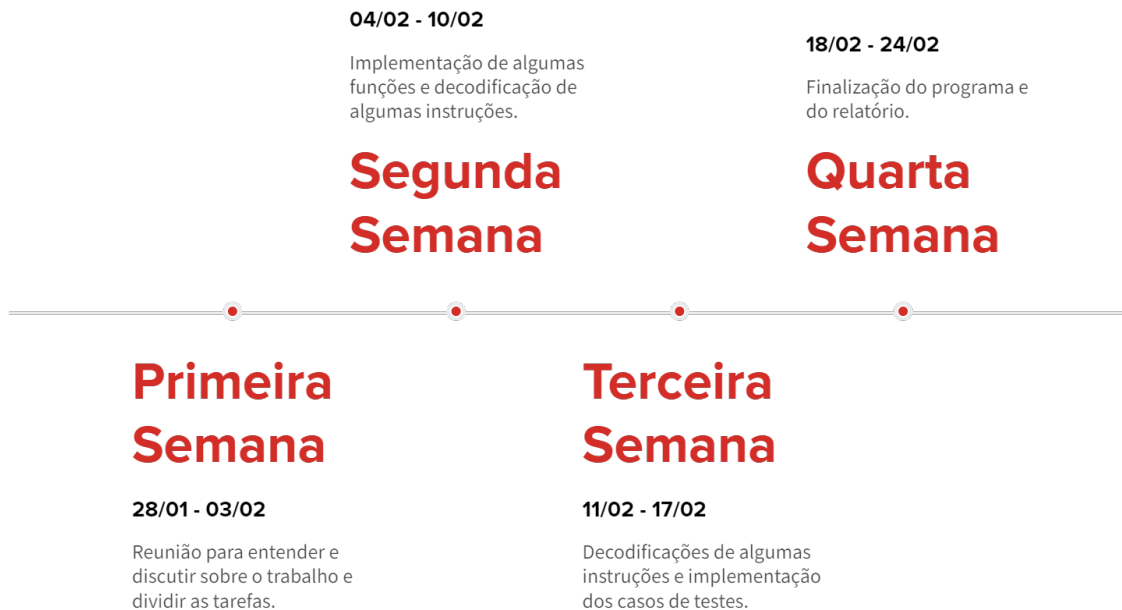 04/02 - 10/02
Implementação de algumas
funções e decodificação de
algumas instruções.
Segunda
Semana
18/02 - 24/02
Finalização do programa e
do relatório.
Quarta
Semana
Primeira
Semana
28/01 - 03/02
Reunião para entender e
discutir sobre o trabalho e
dividir as tarefas.
Terceira
Semana
11/02 - 17/02
Decodificações de algumas
instruções e implementação
dos casos de testes.